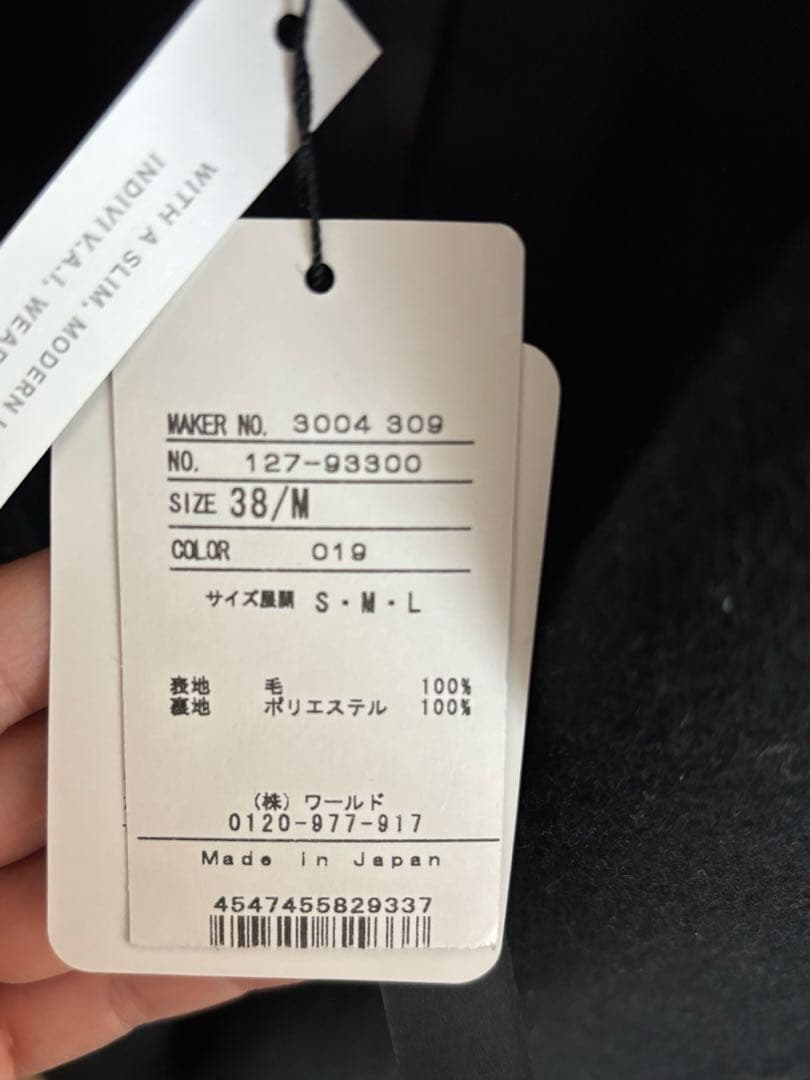 WITH A SLIM, MODERN
INDIVI V.A.I. WEAR
MAKER NO. 3004 309
NO. 127-93300
SIZE 38/M
COLOR 019
サイズ展開 S・M・L
表地 毛 100%
裏地 ポリエステル 100%
(株) ワールド
0120-977-917
Made in Japan
4547455829337